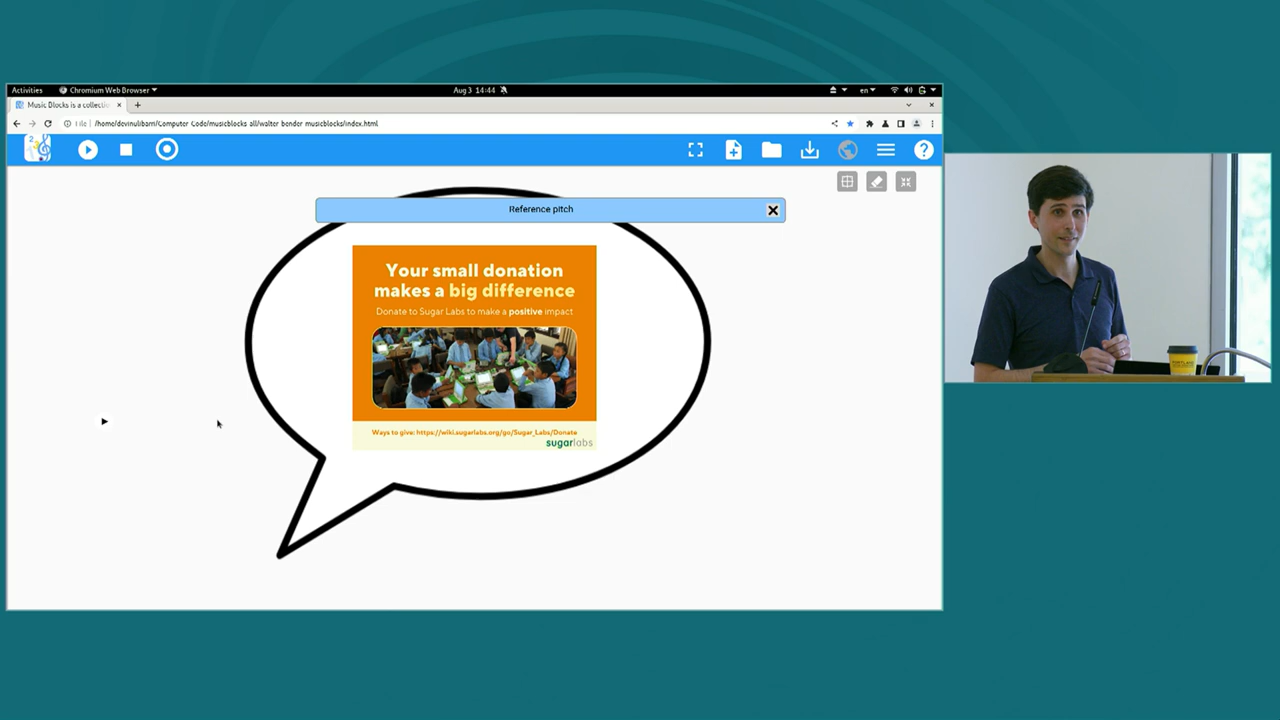 Activities
Chromium Web Browser
Aug 3 14:44
en
Music Blocks is a collectio
File
/home/devinulibarri/Computer-Code/musicblocks-all/walter-bender-musicblocks/index.html
Reference pitch
Your small donation
makes a big difference
Donate to Sugar Labs to make a positive impact
Ways to give: https://wiki.sugarlabs.org/go/Sugar_Labs/Donate
sugarlabs